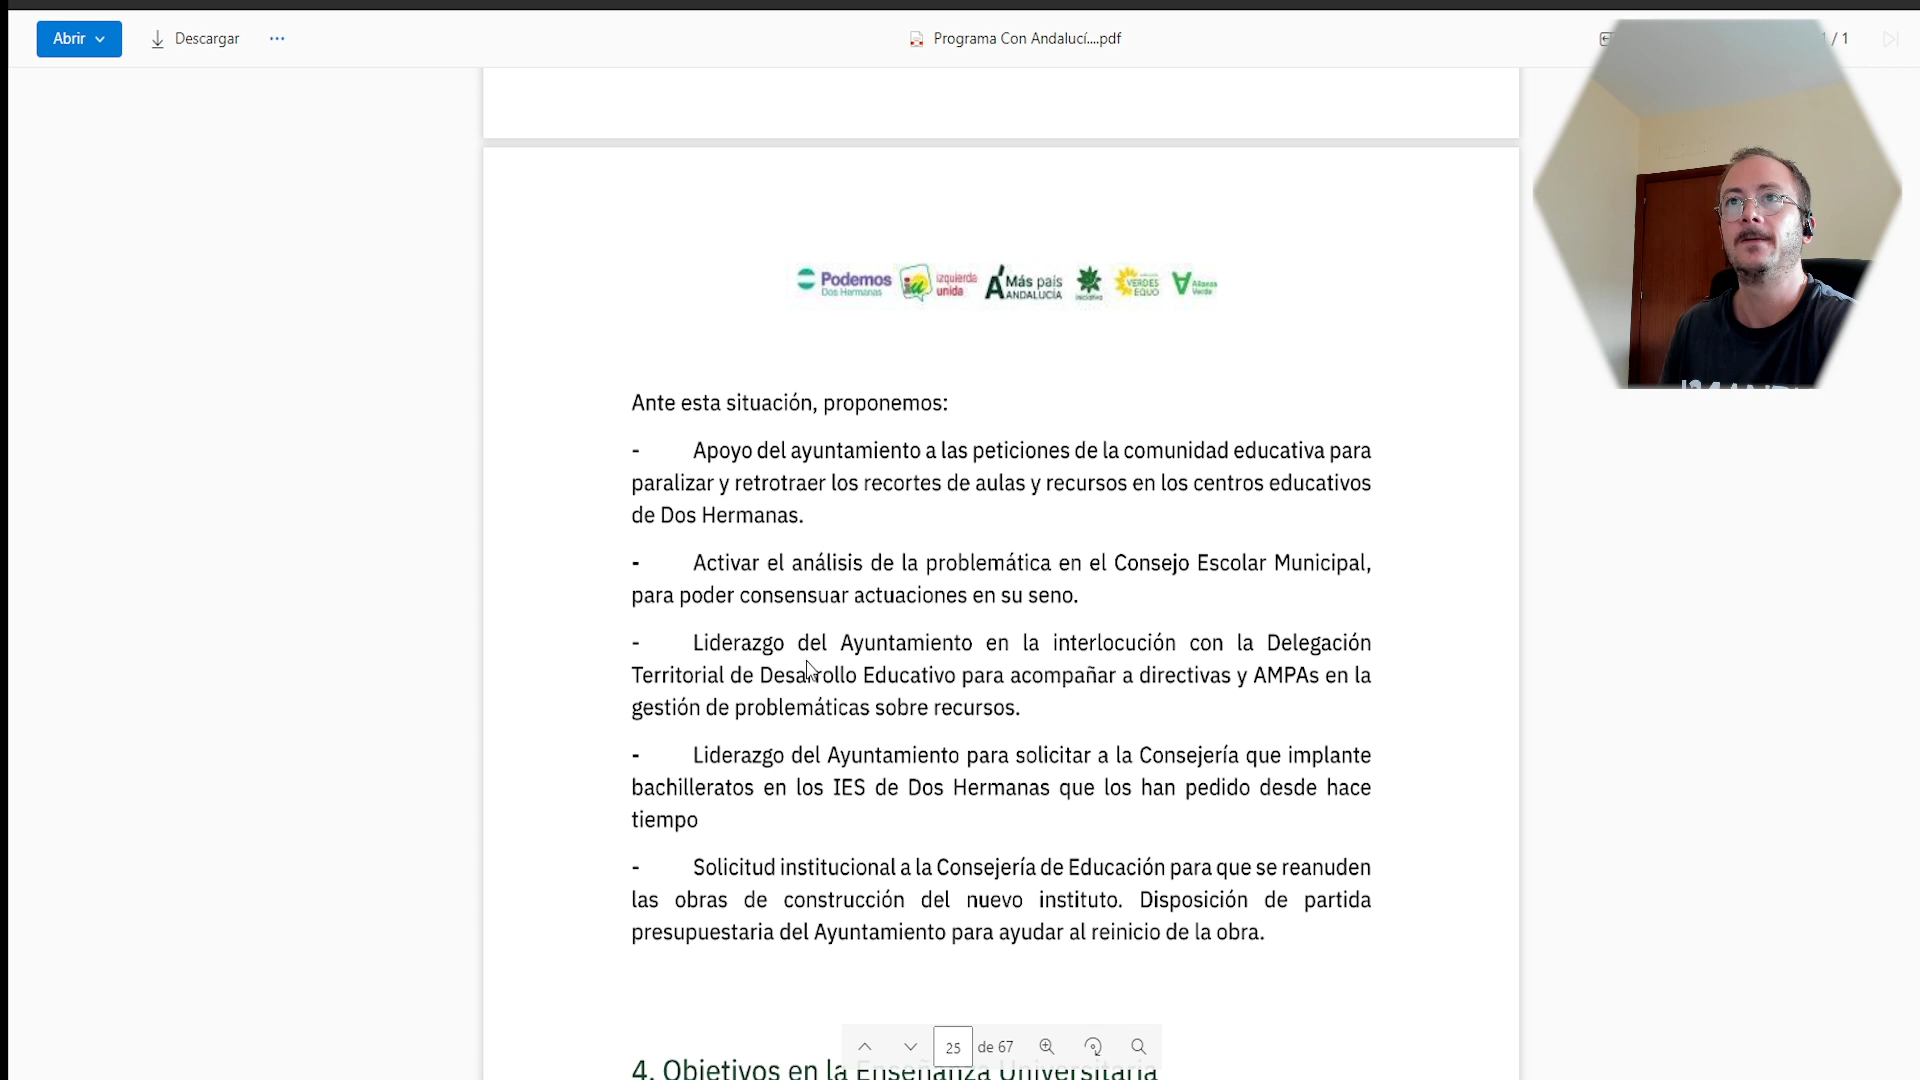 Abrir
Descargar
...
Programa Con Andalucí....pdf
/ 1
Podemos
Dos Hermanas
izquierda
unida
Más país
ANDALUCÍA
iniciativa
VERDES
EQUO
Alianza
Verde
Ante esta situación, proponemos:
- Apoyo del ayuntamiento a las peticiones de la comunidad educativa para
paralizar y retrotraer los recortes de aulas y recursos en los centros educativos
de Dos Hermanas.
- Activar el análisis de la problemática en el Consejo Escolar Municipal,
para poder consensuar actuaciones en su seno.
- Liderazgo del Ayuntamiento en la interlocución con la Delegación
Territorial de Desarrollo Educativo para acompañar a directivas y AMPAs en la
gestión de problemáticas sobre recursos.
- Liderazgo del Ayuntamiento para solicitar a la Consejería que implante
bachilleratos en los IES de Dos Hermanas que los han pedido desde hace
tiempo
- Solicitud institucional a la Consejería de Educación para que se reanuden
las obras de construcción del nuevo instituto. Disposición de partida
presupuestaria del Ayuntamiento para ayudar al reinicio de la obra.
25 de 67
4. Objetivos en la Enseñanza Universitaria